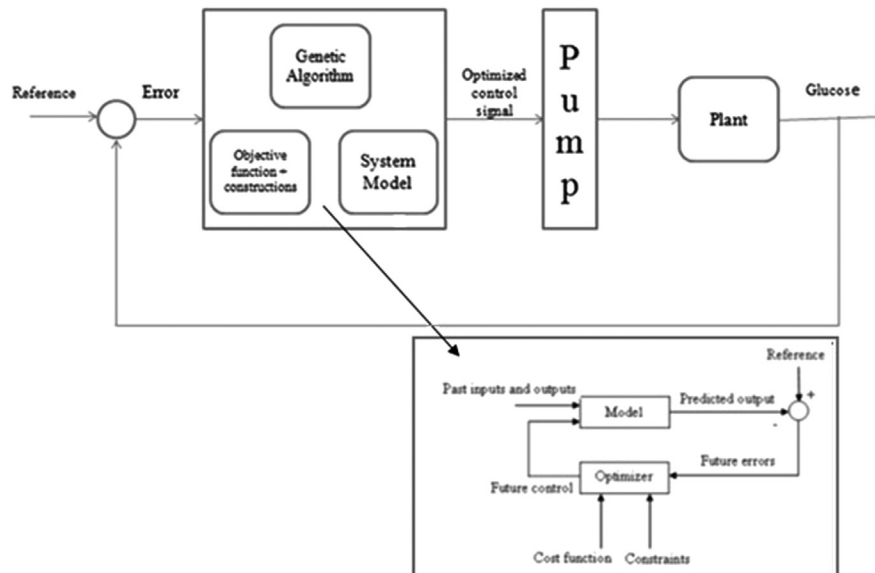 Reference
Error
Genetic
Algorithm
Objective
function +
constructions
System
Model
Optimized
control
signal
P
u
m
p
Plant
Glucose
Reference
+
Past inputs and outputs
Model
Predicted output
-
Future errors
Optimizer
Future control
Cost function
Constraints